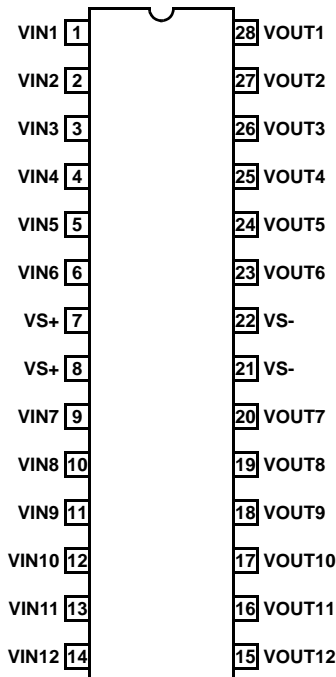 VIN1 1 28 VOUT1
VIN2 2 27 VOUT2
VIN3 3 26 VOUT3
VIN4 4 25 VOUT4
VIN5 5 24 VOUT5
VIN6 6 23 VOUT6
VS+ 7 22 VS-
VS+ 8 21 VS-
VIN7 9 20 VOUT7
VIN8 10 19 VOUT8
VIN9 11 18 VOUT9
VIN10 12 17 VOUT10
VIN11 13 16 VOUT11
VIN12 14 15 VOUT12